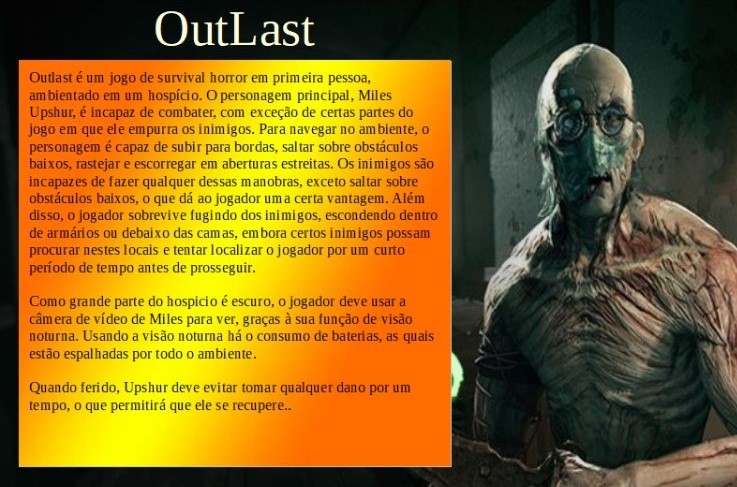 OutLast
Outlast é um jogo de survival horror em primeira pessoa,
ambientado em um hospício. O personagem principal, Miles
Upshur, é incapaz de combater, com exceção de certas partes do
jogo em que ele empurra os inimigos. Para navegar no ambiente, o
personagem é capaz de subir para bordas, saltar sobre obstáculos
baixos, rastejar e escorregar em aberturas estreitas. Os inimigos são
incapazes de fazer qualquer dessas manobras, exceto saltar sobre
obstáculos baixos, o que dá ao jogador uma certa vantagem. Além
disso, o jogador sobrevive fugindo dos inimigos, escondendo dentro
de armários ou debaixo das camas, embora certos inimigos possam
procurar nestes locais e tentar localizar o jogador por um curto
período de tempo antes de prosseguir.
Como grande parte do hospicio é escuro, o jogador deve usar a
câmera de vídeo de Miles para ver, graças à sua função de visão
noturna. Usando a visão noturna há o consumo de baterias, as quais
estão espalhadas por todo o ambiente.
Quando ferido, Upshur deve evitar tomar qualquer dano por um
tempo, o que permitirá que ele se recupere..